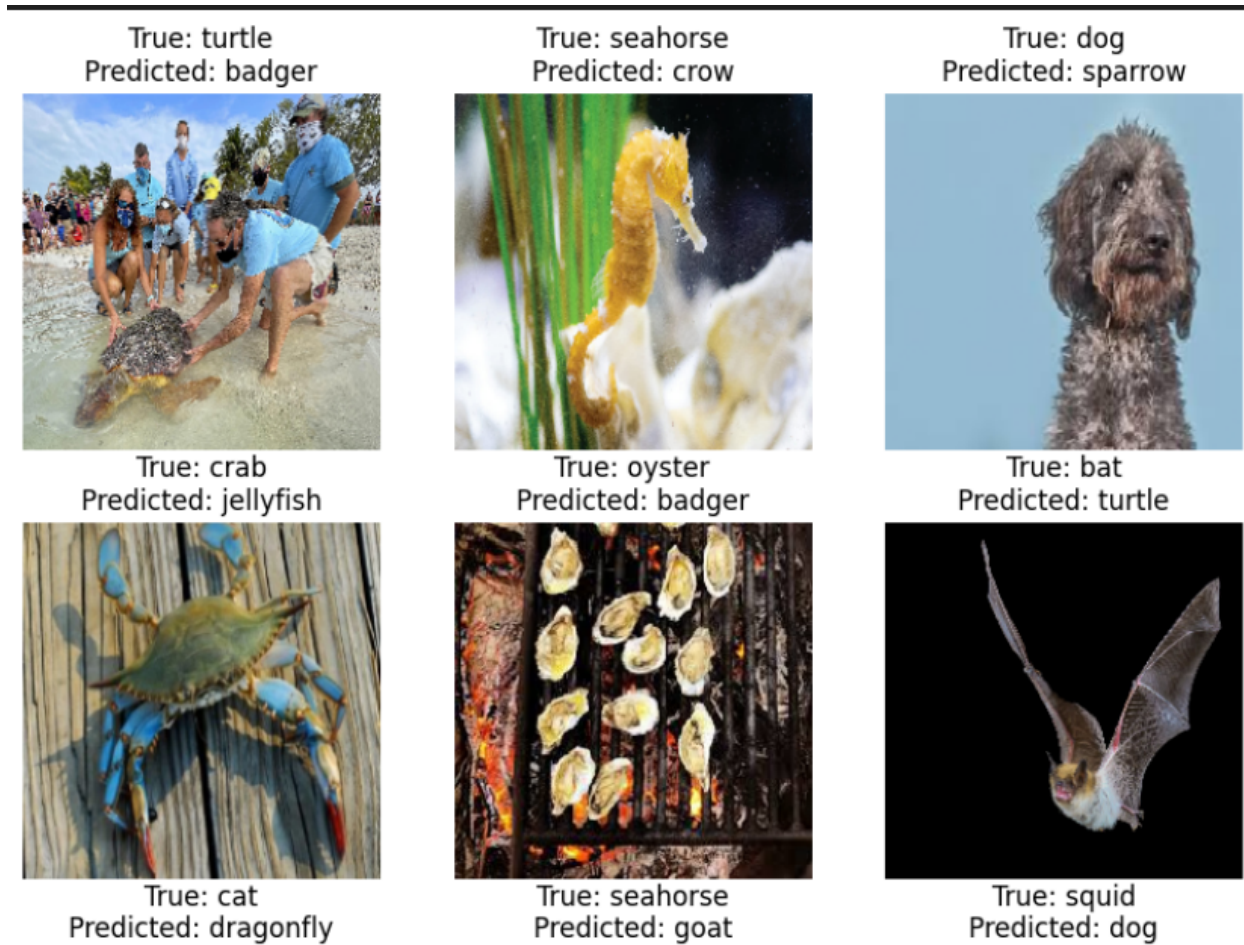 True: turtle
Predicted: badger
True: seahorse
Predicted: crow
True: dog
Predicted: sparrow
True: crab
Predicted: jellyfish
True: oyster
Predicted: badger
True: bat
Predicted: turtle
True: cat
Predicted: dragonfly
True: seahorse
Predicted: goat
True: squid
Predicted: dog